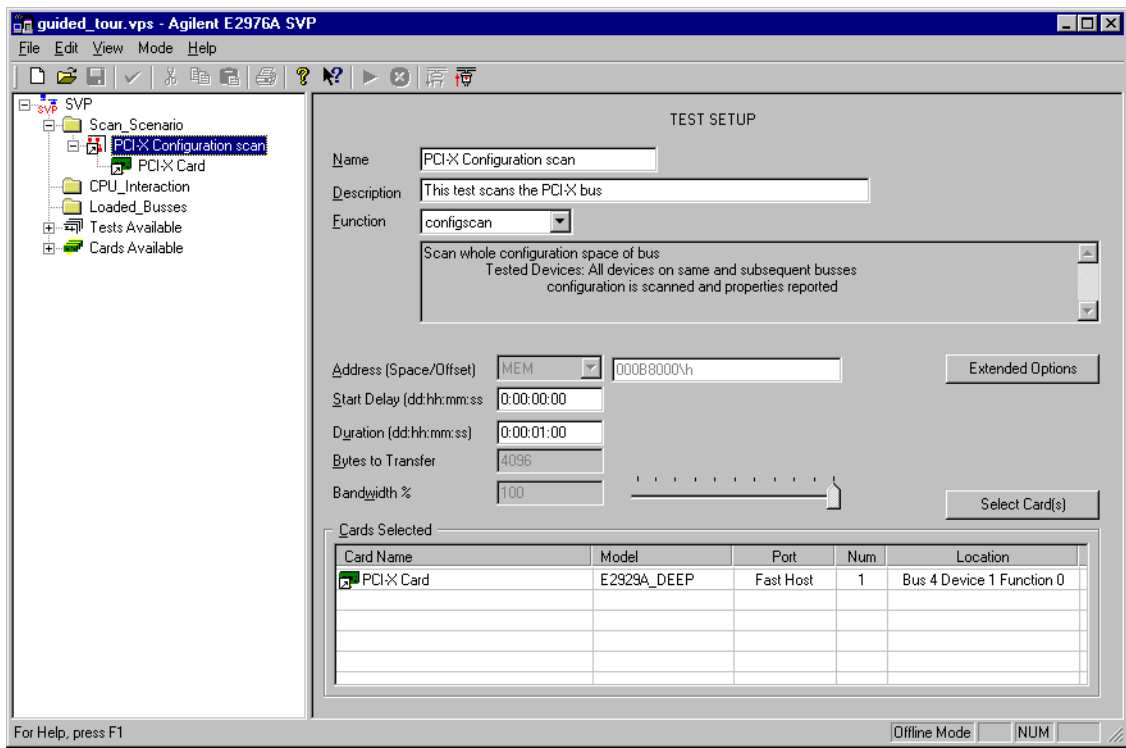 guided_tour.vps - Agilent E2976A SVP
File Edit View Mode Help
SVP
Scan_Scenario
PCI-X Configuration scan
PCI-X Card
CPU_Interaction
Loaded_Busses
Tests Available
Cards Available
TEST SETUP
Name PCI-X Configuration scan
Description This test scans the PCI-X bus
Function configscan
Scan whole configuration space of bus
Tested Devices: All devices on same and subsequent busses
configuration is scanned and properties reported
Address (Space/Offset) MEM 000B8000\h Extended Options
Start Delay (dd:hh:mm:ss 0:00:00:00
Duration (dd:hh:mm:ss) 0:00:01:00
Bytes to Transfer 4096
Bandwidth % 100
Select Card(s)
Cards Selected
Card Name Model Port Num Location
PCI-X Card E2929A_DEEP Fast Host 1 Bus 4 Device 1 Function 0
For Help, press F1 Offline Mode NUM